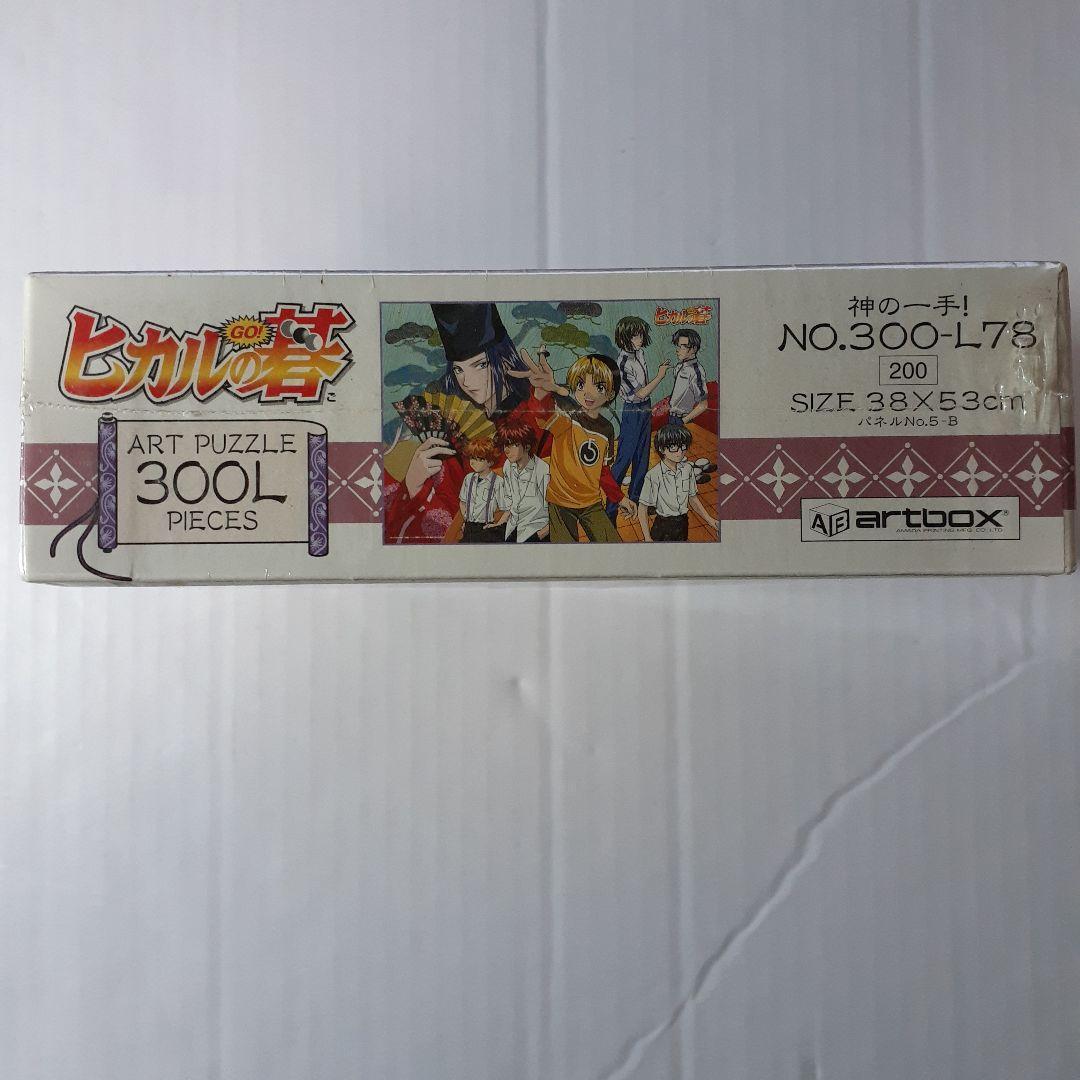 ヒカルの碁
GO!
ご
ART PUZZLE
300L
PIECES
ヒカルの碁
神の一手!
NO.300-L78
200
SIZE 38×53cm
パネルNo.5-B
artbox®